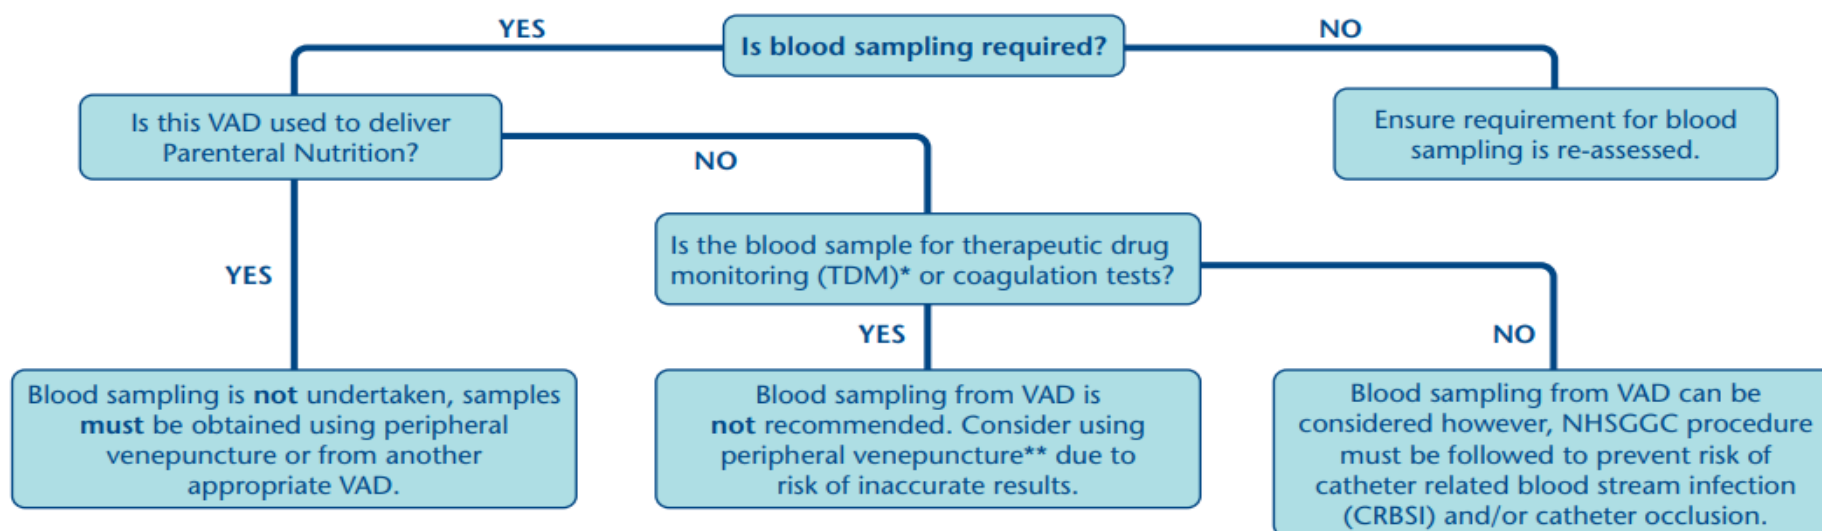 YES
Is blood sampling required?
NO
Is this VAD used to deliver
Parenteral Nutrition?
NO
Ensure requirement for blood
sampling is re-assessed.
Is the blood sample for therapeutic drug
monitoring (TDM)* or coagulation tests?
YES
YES
NO
Blood sampling is not undertaken, samples
must be obtained using peripheral
venepuncture or from another
appropriate VAD.
Blood sampling from VAD is
not recommended. Consider using
peripheral venepuncture** due to
risk of inaccurate results.
Blood sampling from VAD can be
considered however, NHSGGC procedure
must be followed to prevent risk of
catheter related blood stream infection
(CRBSI) and/or catheter occlusion.